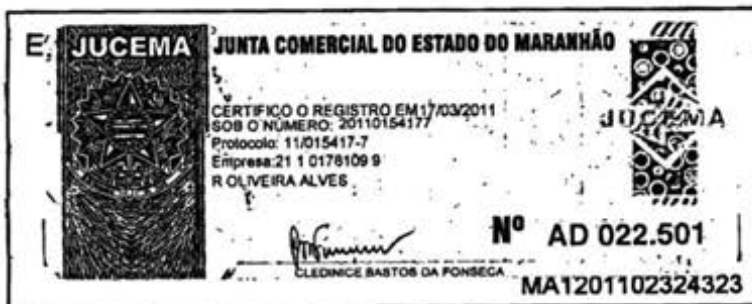 JUCEMA
JUNTA COMERCIAL DO ESTADO DO MARANHÃO
CERTIFICO O REGISTRO EM 17/03/2011
SOB O NÚMERO: 20110154177
Protocolo: 11/015417-7
Empresa:21 1 0178109 9
R OLIVEIRA ALVES
JUCEMA
CLEDINICE BASTOS DA FONSECA
Nº AD 022.501
MA1201102324323